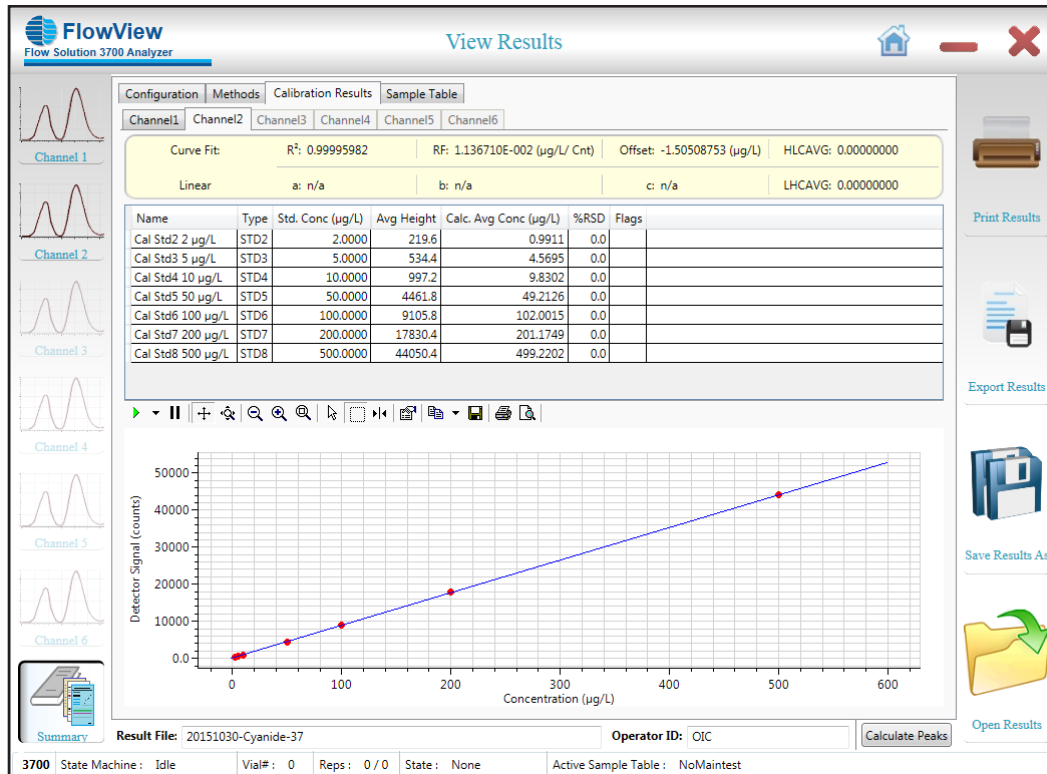 FlowView
Flow Solution 3700 Analyzer
View Results
Channel 1
Channel 2
Channel 3
Channel 4
Channel 5
Channel 6
Summary
Configuration Methods Calibration Results Sample Table
Channel1 Channel2 Channel3 Channel4 Channel5 Channel6
Curve Fit: R²: 0.99995982 RF: 1.136710E-002 (µg/L/ Cnt) Offset: -1.50508753 (µg/L) HLCAVG: 0.00000000
Linear a: n/a b: n/a c: n/a LHCAVG: 0.00000000
Name Type Std. Conc (µg/L) Avg Height Calc. Avg Conc (µg/L) %RSD Flags
Cal Std2 2 µg/L STD2 2.0000 219.6 0.9911 0.0
Cal Std3 5 µg/L STD3 5.0000 534.4 4.5695 0.0
Cal Std4 10 µg/L STD4 10.0000 997.2 9.8302 0.0
Cal Std5 50 µg/L STD5 50.0000 4461.8 49.2126 0.0
Cal Std6 100 µg/L STD6 100.0000 9105.8 102.0015 0.0
Cal Std7 200 µg/L STD7 200.0000 17830.4 201.1749 0.0
Cal Std8 500 µg/L STD8 500.0000 44050.4 499.2202 0.0
Detector Signal (counts)
50000
40000
30000
20000
10000
0.0
0 100 200 300 400 500 600
Concentration (µg/L)
Print Results
Export Results
Save Results As
Open Results
Result File: 20151030-Cyanide-37 Operator ID: OIC Calculate Peaks
3700 State Machine : Idle Vial# : 0 Reps : 0 / 0 State : None Active Sample Table : NoMaintest